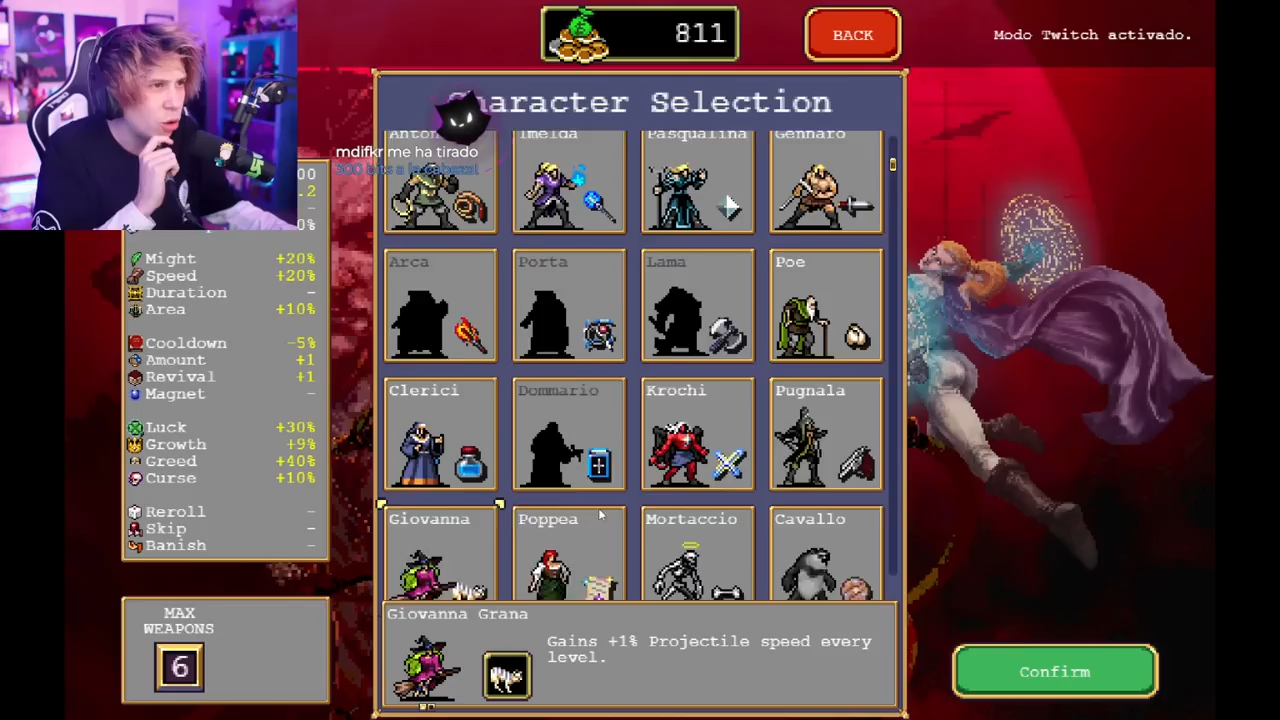 811
BACK
Modo Twitch activado.
Character Selection
mdifkr me ha tirado
Anton
Imelda
Pasqualina
Gennaro
Might +20%
Speed +20%
Duration -
Area +10%
Cooldown -5%
Amount +1
Revival +1
Magnet -
Luck +30%
Growth +9%
Greed +40%
Curse +10%
Reroll -
Skip -
Banish -
Arca
Porta
Lama
Poe
Clerici
Dommario
Krochi
Pugnala
Giovanna
Poppea
Mortaccio
Cavallo
MAX
WEAPONS
6
Giovanna Grana
Gains +1% Projectile speed every
level.
Confirm